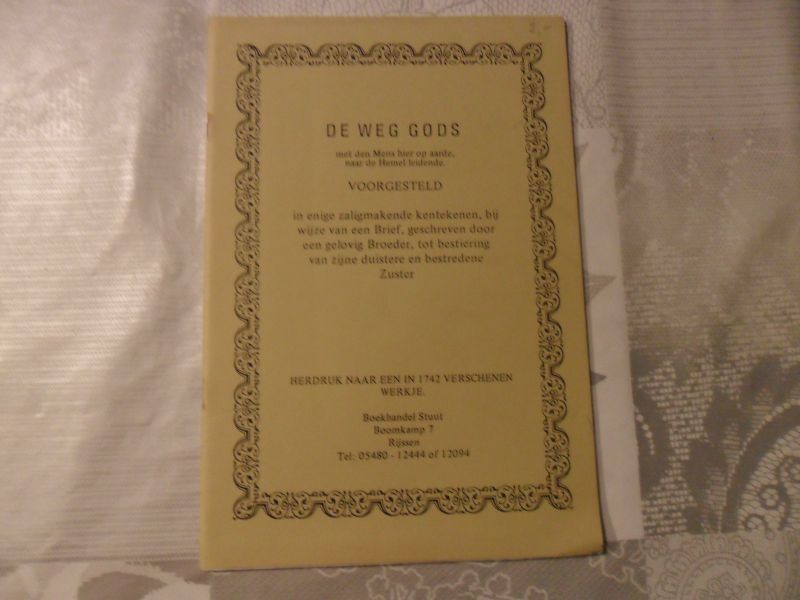 3,-
DE WEG GODS
met den Mens hier op aarde,
naar de Hemel leidende.
VOORGESTELD
in enige zaligmakende kentekenen, bij
wijze van een Brief, geschreven door
een gelovig Broeder, tot bestiering
van zijne duistere en bestredene
Zuster
HERDRUK NAAR EEN IN 1742 VERSCHENEN
WERKJE.
Boekhandel Stuut
Boomkamp 7
Rijssen
Tel: 05480 - 12444 of 12094